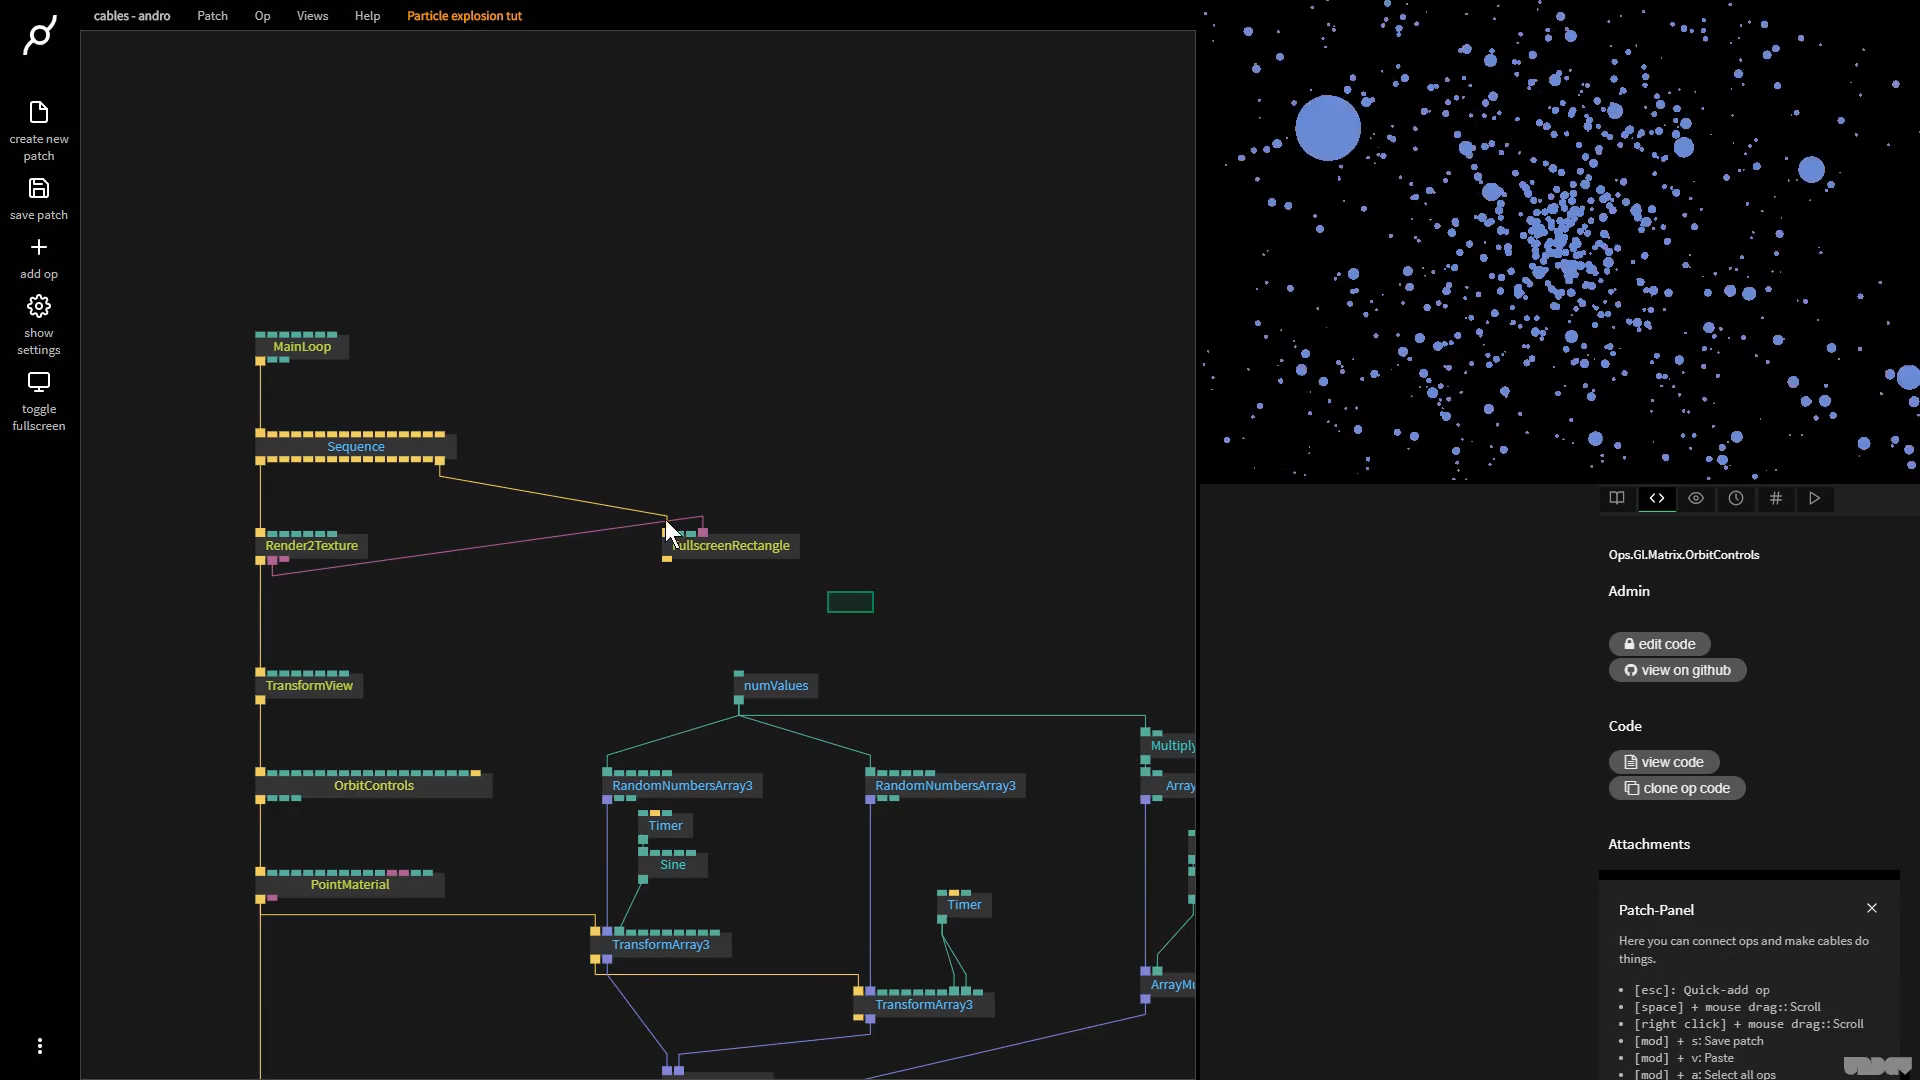 cables - andro
Patch
Op
Views
Help
Particle explosion tut
create new
patch
save patch
add op
show
settings
toggle
fullscreen
MainLoop
Sequence
Render2Texture
ullscreenRectangle
TransformView
numValues
Multiply
OrbitControls
RandomNumbersArray3
RandomNumbersArray3
Array
Timer
Sine
PointMaterial
Timer
TransformArray3
ArrayMu
TransformArray3
Ops.Gl.Matrix.OrbitControls
Admin
edit code
view on github
Code
view code
clone op code
Attachments
Patch-Panel
Here you can connect ops and make cables do
things.
• [esc]: Quick-add op
• [space] + mouse drag:: Scroll
• [right click] + mouse drag:: Scroll
• [mod] + s: Save patch
• [mod] + v: Paste
• [mod] + a: Select all ops